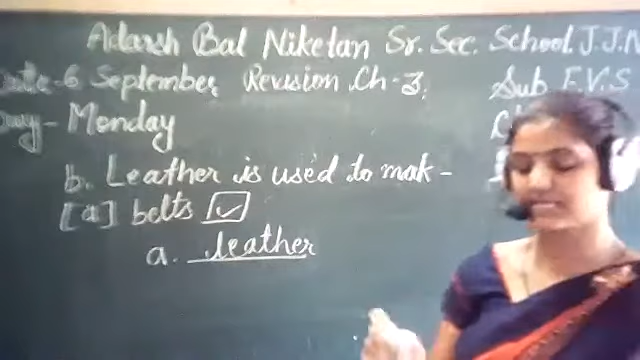 Adarsh Bal Niketan Sr. Sec. School J.J.N
Date-6 September Revision Ch-3. Sub E.V.S
Day-Monday
b. Leather is used to mak-
[a] belts
a. leather